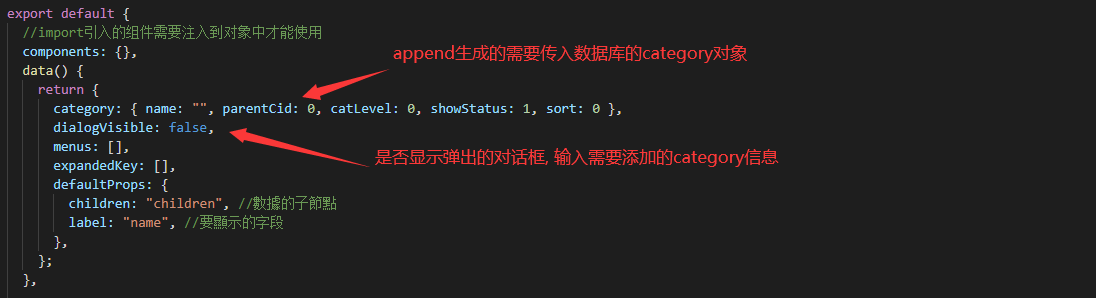 export default {
//import引入的组件需要注入到对象中才能使用
components: {},
append生成的需要传入数据库的category对象
data() {
return {
category: { name: "", parentCid: 0, catLevel: 0, showStatus: 1, sort: 0 },
dialogVisible: false,
menus: [],
是否显示弹出的对话框, 输入需要添加的category信息
expandedKey: [],
defaultProps: {
children: "children", //數據的子節點
label: "name", //要顯示的字段
},
};
},